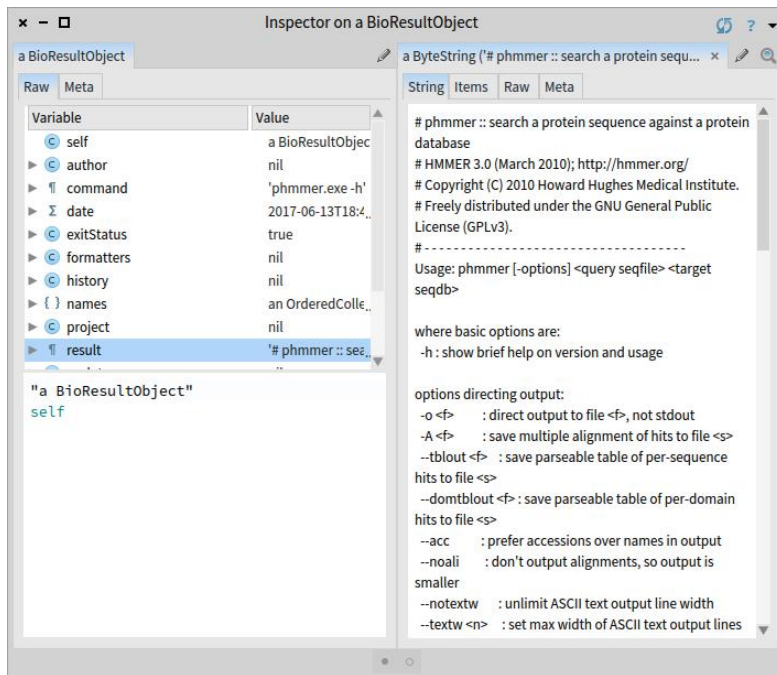 Inspector on a BioResultObject
?
a BioResultObject
Raw Meta
Variable Value
self a BioResultObjec
author nil
command 'phmmer.exe -h'
date 2017-06-13T18:4..
exitStatus true
formatters nil
history nil
names an OrderedColle..
project nil
result '# phmmer :: sea..
"a BioResultObject"
self
a ByteString ('# phmmer :: search a protein sequ... ×
String Items Raw Meta
# phmmer :: search a protein sequence against a protein
database
# HMMER 3.0 (March 2010); http://hmmer.org/
# Copyright (C) 2010 Howard Hughes Medical Institute.
# Freely distributed under the GNU General Public
License (GPLv3).
# - - - - - - - - - - - - - - - - - - - - - - - - - - - - - - - - - - - -
Usage: phmmer [-options] <query seqfile> <target
seqdb>
where basic options are:
-h : show brief help on version and usage
options directing output:
-o <f> : direct output to file <f>, not stdout
-A <f> : save multiple alignment of hits to file <s>
--tblout <f> : save parseable table of per-sequence
hits to file <s>
--domtblout <f> : save parseable table of per-domain
hits to file <s>
--acc : prefer accessions over names in output
--noali : don't output alignments, so output is
smaller
--notextw : unlimit ASCII text output line width
--textw <n> : set max width of ASCII text output lines